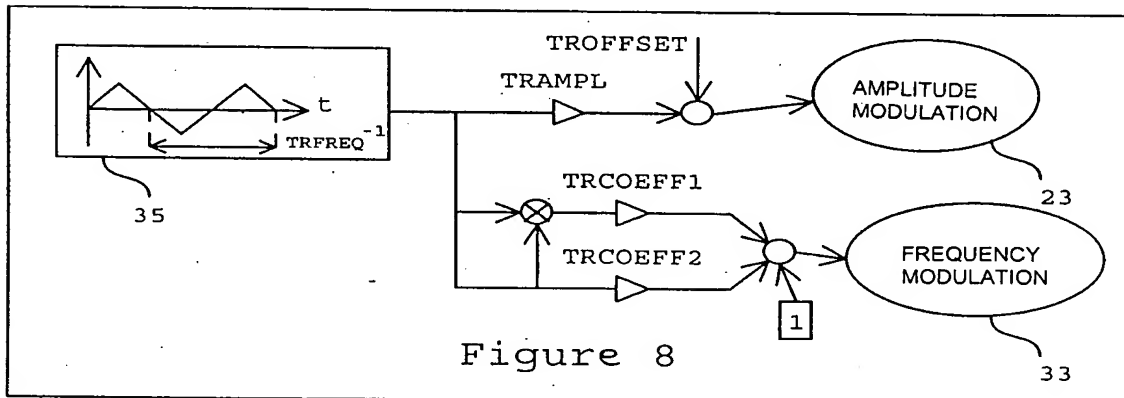 TROFFSET
TRAMPL
t
TRFREQ⁻¹
35
AMPLITUDE
MODULATION
23
TRCOEFF1
TRCOEFF2
1
FREQUENCY
MODULATION
33
Figure 8